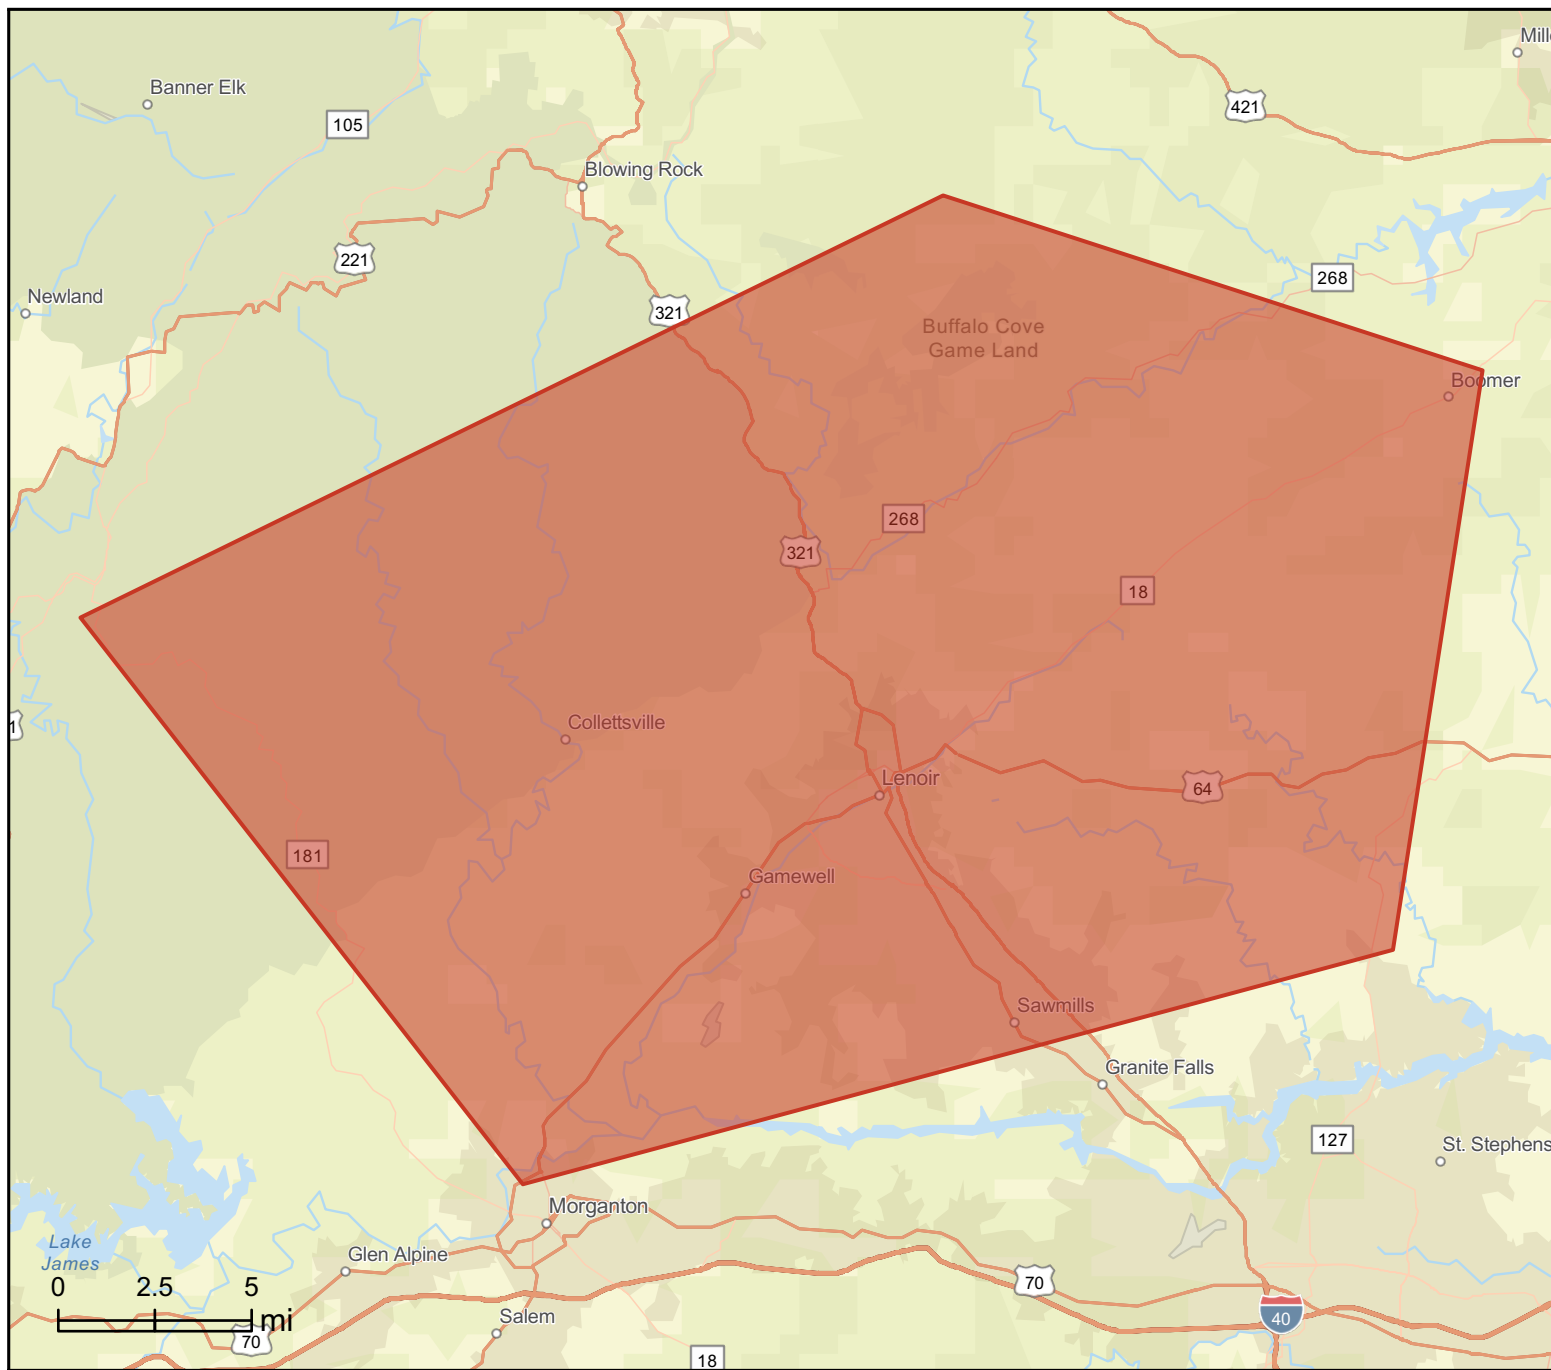 Mill
Banner Elk
421
105
Blowing Rock
221
268
Newland
321
Buffalo Cove
Game Land
Boomer
268
321
18
Collettsville
1
Lenoir
64
181
Gamewell
Sawmills
Granite Falls
127
St. Stephens
Morganton
Lake
James
Glen Alpine
0 2.5 5
mi
70
Salem
40
70
18